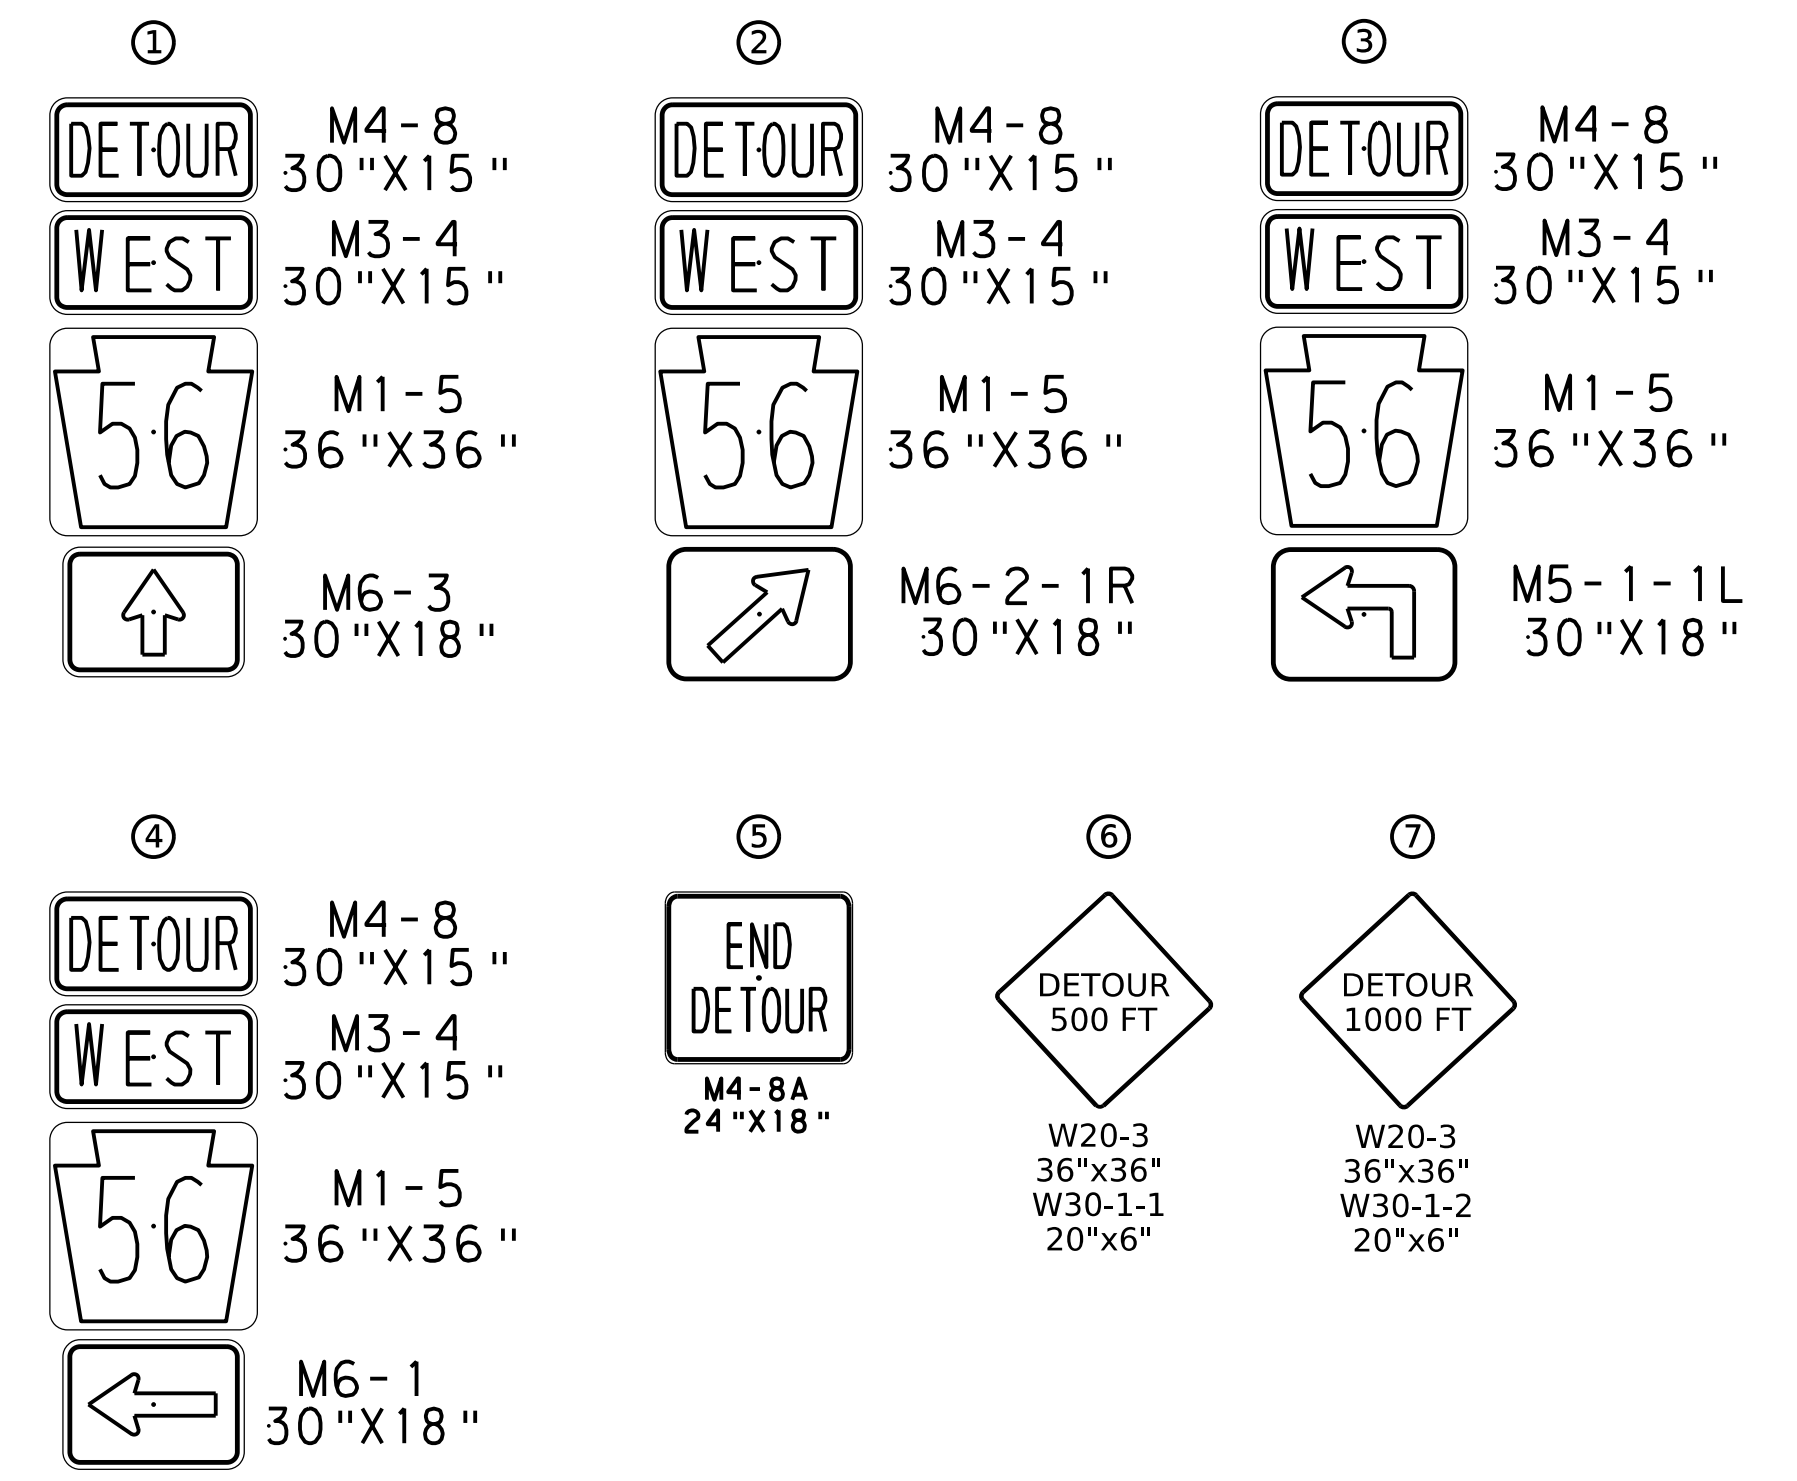 1
DETOUR
M4-8
30"X15"
WEST
M3-4
30"X15"
56
M1-5
36"X36"
M6-3
30"X18"
2
DETOUR
M4-8
30"X15"
WEST
M3-4
30"X15"
56
M1-5
36"X36"
M6-2-1R
30"X18"
3
DETOUR
M4-8
30"X15"
WEST
M3-4
30"X15"
56
M1-5
36"X36"
M5-1-1L
30"X18"
4
DETOUR
M4-8
30"X15"
WEST
M3-4
30"X15"
56
M1-5
36"X36"
M6-1
30"X18"
5
END
DETOUR
M4-8A
24"X18"
6
DETOUR
500 FT
W20-3
36"x36"
W30-1-1
20"x6"
7
DETOUR
1000 FT
W20-3
36"x36"
W30-1-2
20"x6"